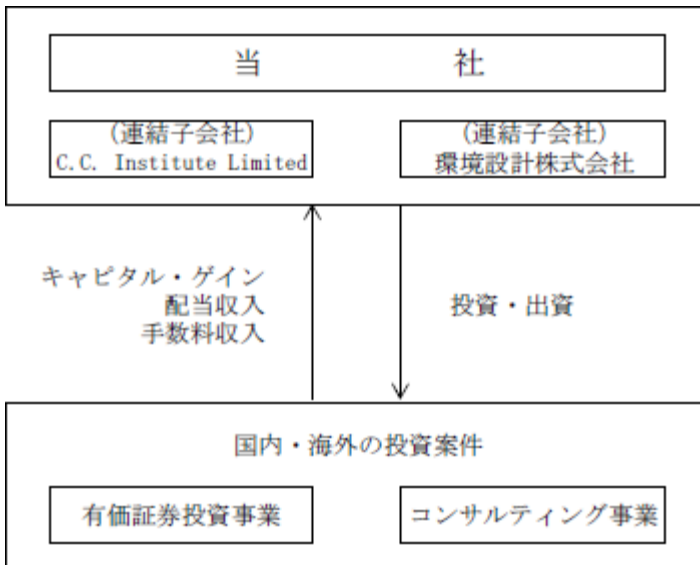 当　　社
(連結子会社)
C.C. Institute Limited
(連結子会社)
環境設計株式会社
キャピタル・ゲイン
配当収入
手数料収入
投資・出資
国内・海外の投資案件
有価証券投資事業
コンサルティング事業